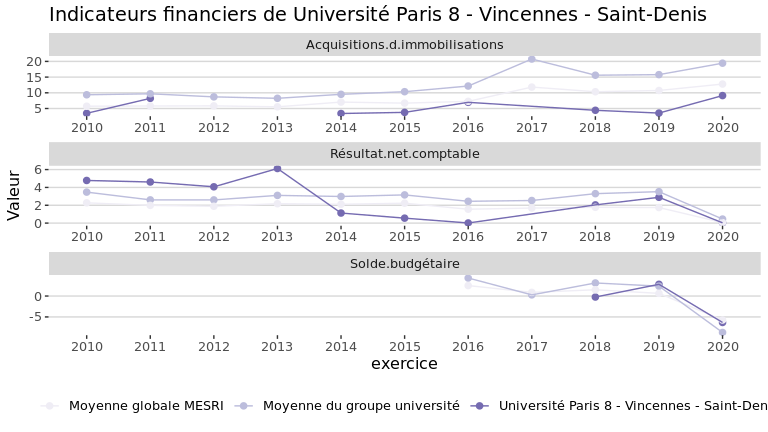 Indicateurs financiers de Université Paris 8 - Vincennes - Saint-Denis
Acquisitions.d.immobilisations
20
15
10
5
2010 2011 2012 2013 2014 2015 2016 2017 2018 2019 2020
Résultat.net.comptable
6
4
2
0
2010 2011 2012 2013 2014 2015 2016 2017 2018 2019 2020
Valeur
Solde.budgétaire
0
-5
2010 2011 2012 2013 2014 2015 2016 2017 2018 2019 2020
exercice
Moyenne globale MESRI Moyenne du groupe université Université Paris 8 - Vincennes - Saint-Den